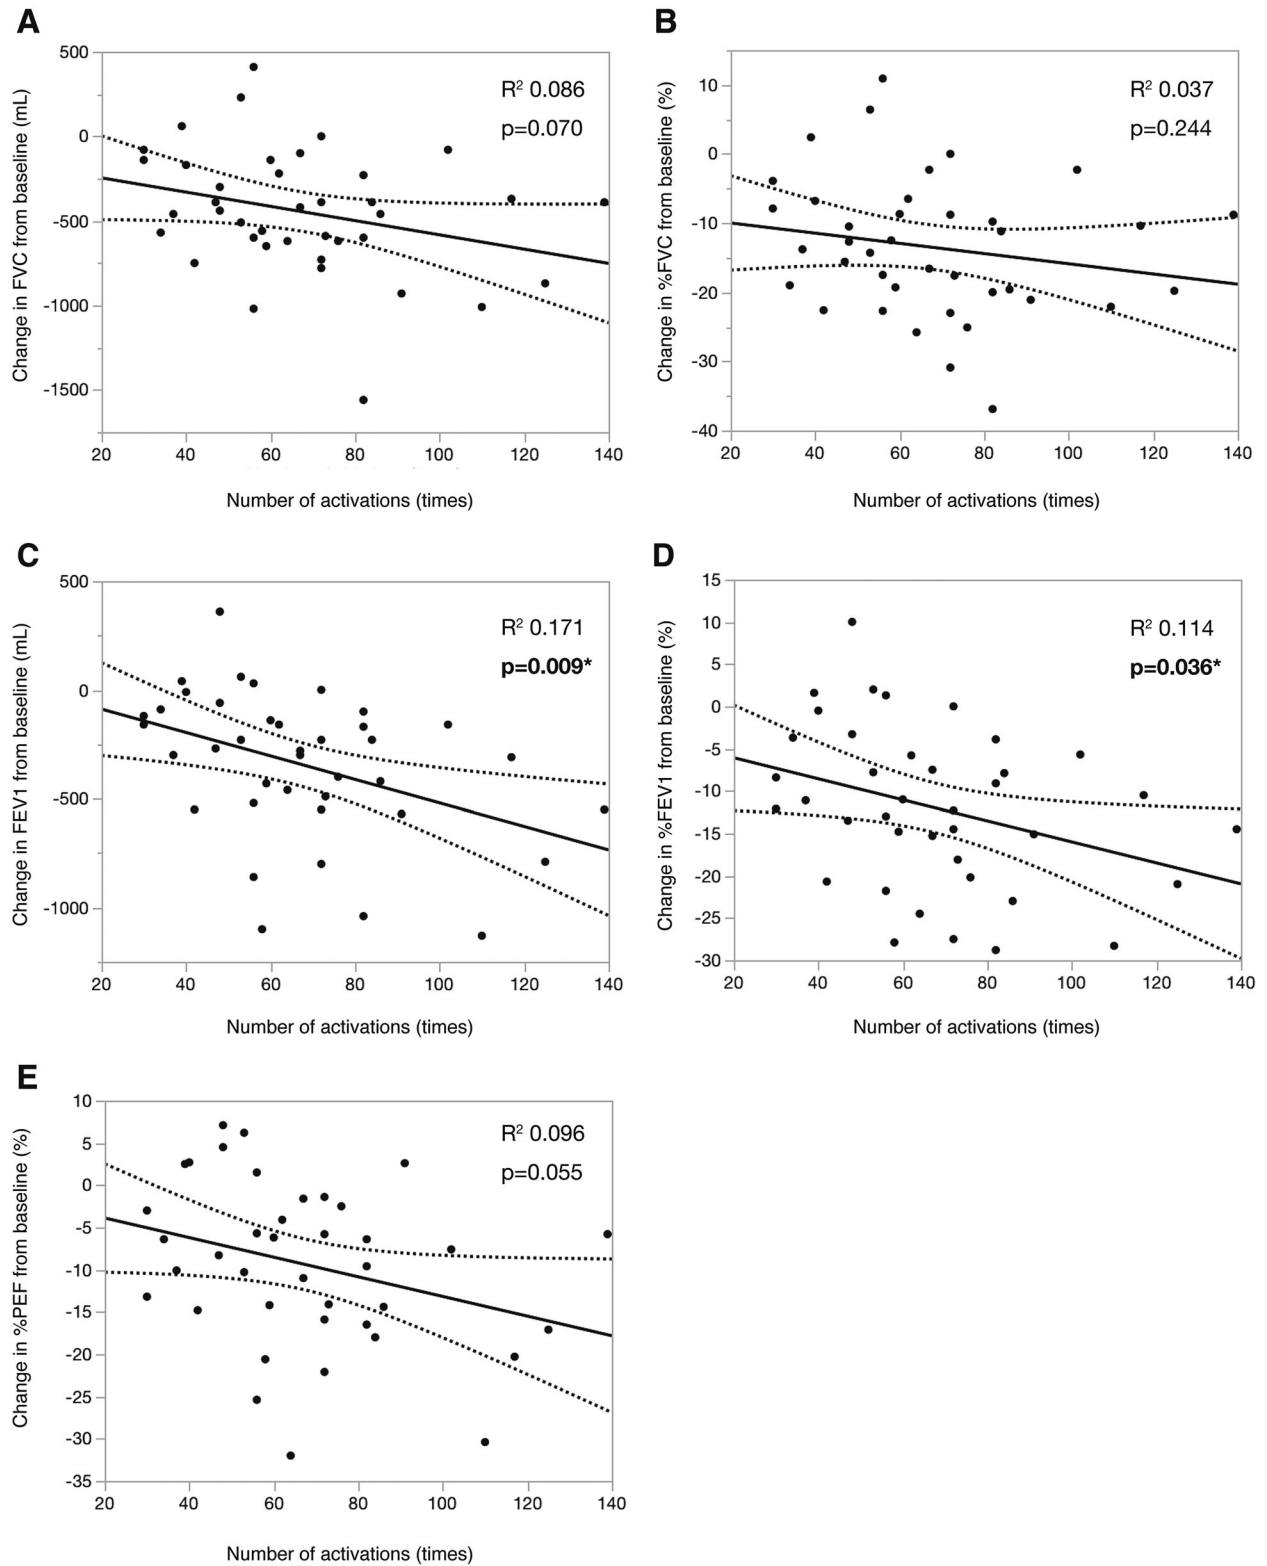 A
Change in FVC from baseline (mL)
500
0
-500
-1000
-1500
R² 0.086
p=0.070
20 40 60 80 100 120 140
Number of activations (times)
B
Change in %FVC from baseline (%)
10
0
-10
-20
-30
-40
R² 0.037
p=0.244
20 40 60 80 100 120 140
Number of activations (times)
C
Change in FEV1 from baseline (mL)
500
0
-500
-1000
R² 0.171
p=0.009*
20 40 60 80 100 120 140
Number of activations (times)
D
Change in %FEV1 from baseline (%)
15
10
5
0
-5
-10
-15
-20
-25
-30
R² 0.114
p=0.036*
20 40 60 80 100 120 140
Number of activations (times)
E
Change in %PEF from baseline (%)
10
5
0
-5
-10
-15
-20
-25
-30
-35
R² 0.096
p=0.055
20 40 60 80 100 120 140
Number of activations (times)